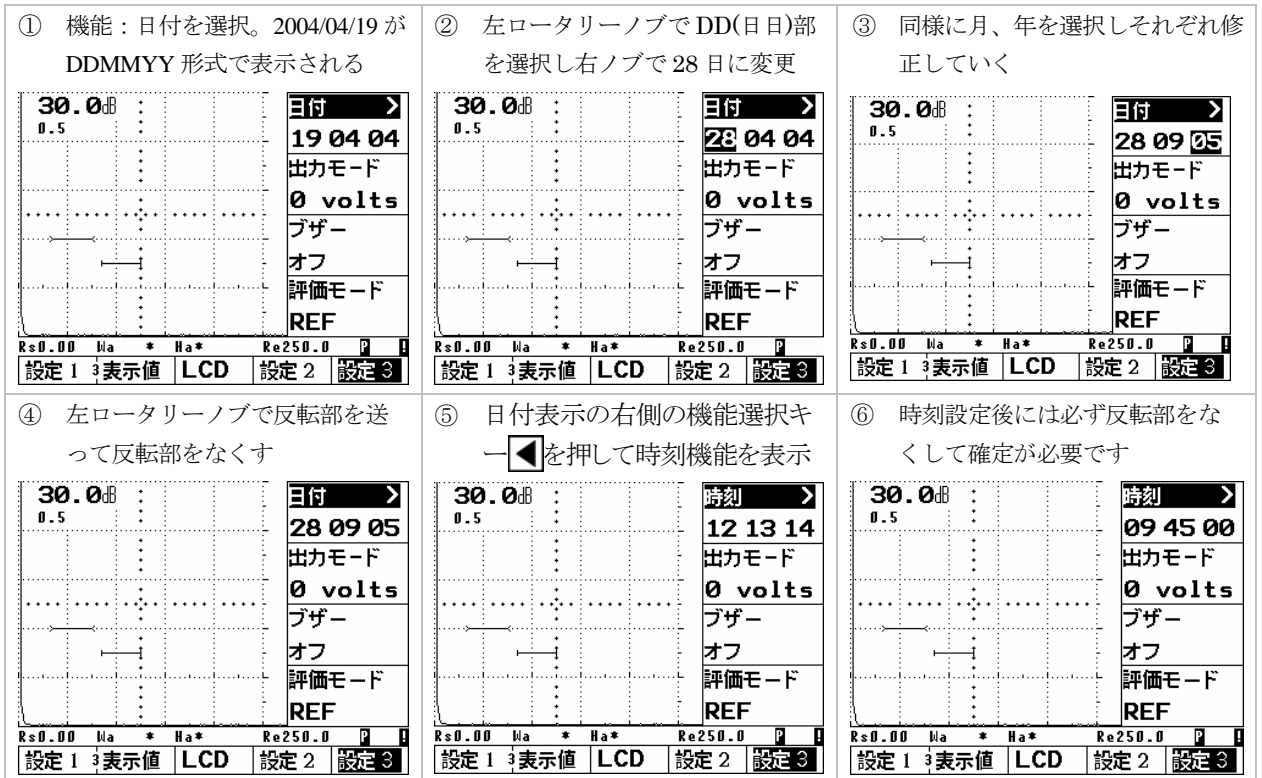 ① 機能：日付を選択。2004/04/19 が
DDMMYY 形式で表示される
30.0dB
0.5
日付 >
19 04 04
出力モード
0 volts
ブザー
オフ
評価モード
REF
Rs0.00 Wa * Ha* Re250.0 P !
設定 1 3表示値 LCD 設定 2 設定 3
② 左ロータリーノブで DD(日日)部
を選択し右ノブで 28 日に変更
30.0dB
0.5
日付 >
28 04 04
出力モード
0 volts
ブザー
オフ
評価モード
REF
Rs0.00 Wa * Ha* Re250.0 P
設定 1 3表示値 LCD 設定 2 設定 3
③ 同様に月、年を選択しそれぞれ修
正していく
30.0dB
0.5
日付 >
28 09 05
出力モード
0 volts
ブザー
オフ
評価モード
REF
Rs0.00 Wa * Ha* Re250.0 P !
設定 1 3表示値 LCD 設定 2 設定 3
④ 左ロータリーノブで反転部を送
って反転部をなくす
30.0dB
0.5
日付 >
28 09 05
出力モード
0 volts
ブザー
オフ
評価モード
REF
Rs0.00 Wa * Ha* Re250.0 P !
設定 1 3表示値 LCD 設定 2 設定 3
⑤ 日付表示の右側の機能選択キ
ー◀を押して時刻機能を表示
30.0dB
0.5
時刻 >
12 13 14
出力モード
0 volts
ブザー
オフ
評価モード
REF
Rs0.00 Wa * Ha* Re250.0 P !
設定 1 3表示値 LCD 設定 2 設定 3
⑥ 時刻設定後には必ず反転部をな
くして確定が必要です
30.0dB
0.5
時刻 >
09 45 00
出力モード
0 volts
ブザー
オフ
評価モード
REF
Rs0.00 Wa * Ha* Re250.0 P !
設定 1 3表示値 LCD 設定 2 設定 3